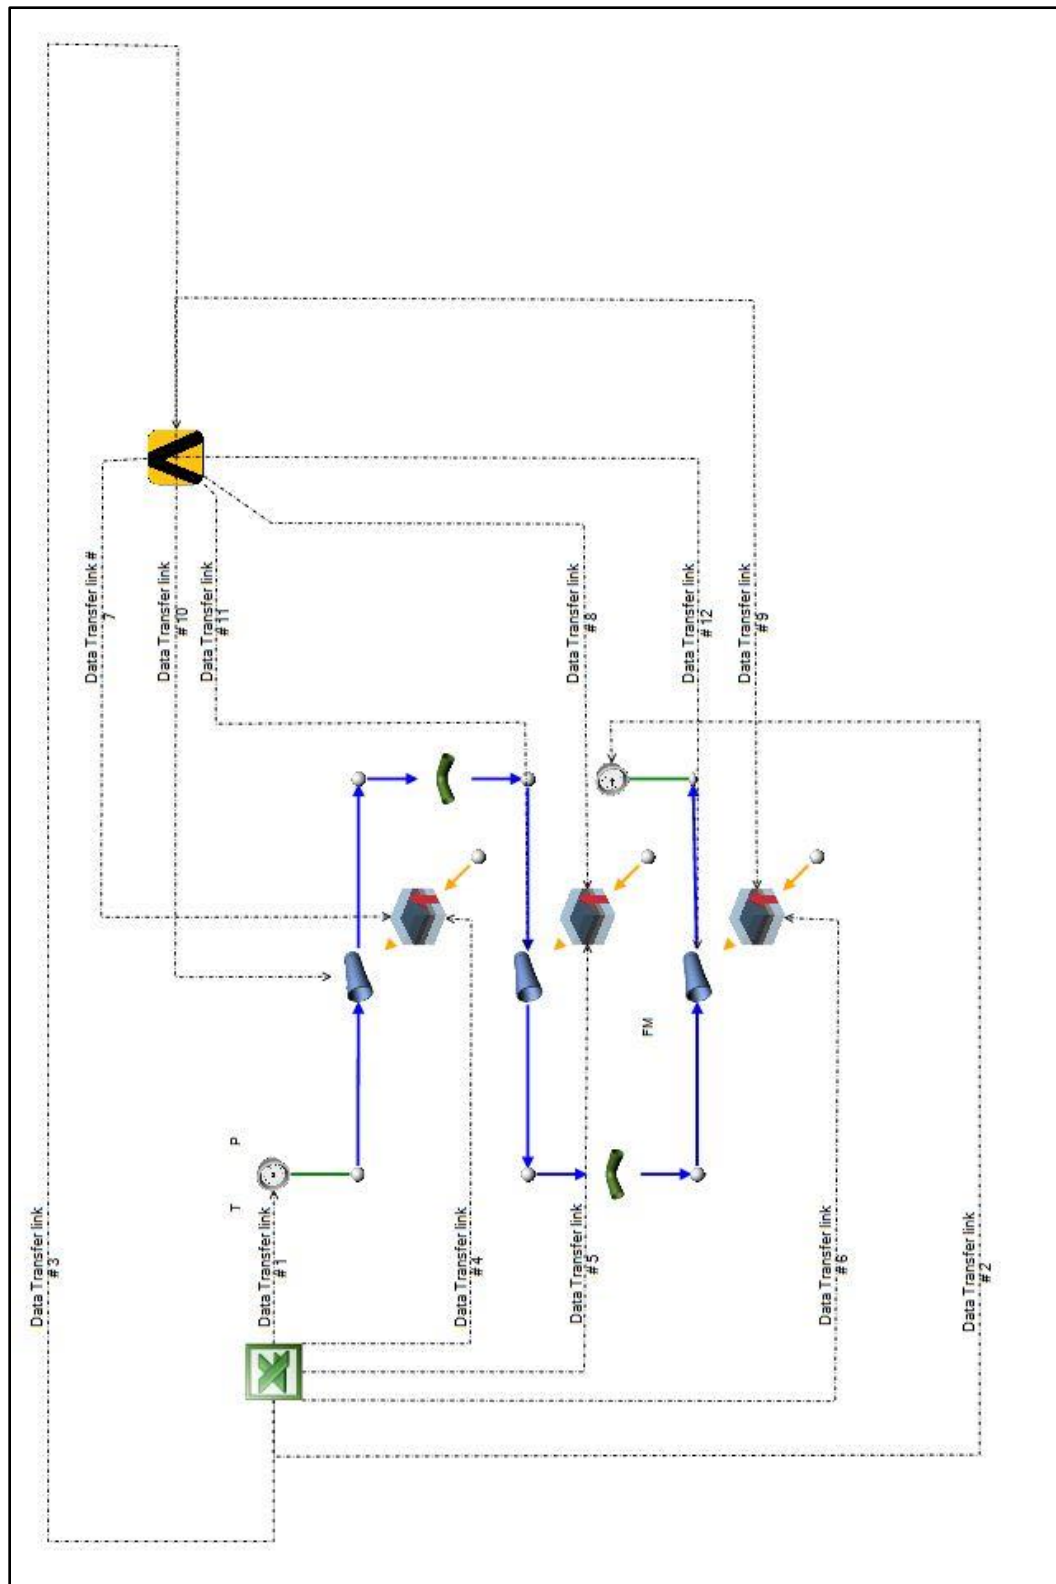 Data Transfer link #
7
Data Transfer link
#10
Data Transfer link
#11
Data Transfer link
#8
Data Transfer link
#12
Data Transfer link
#9
FM
P
T
Data Transfer link
#3
Data Transfer link
#1
Data Transfer link
#4
Data Transfer link
#5
Data Transfer link
#6
Data Transfer link
#2